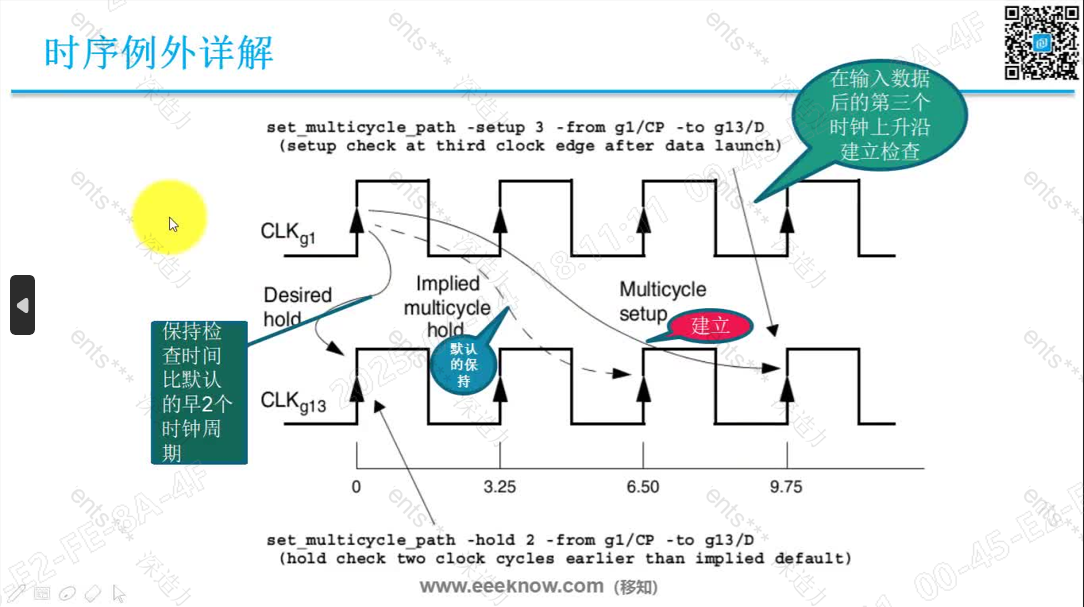 时序例外详解
set_multicycle_path -setup 3 -from g1/CP -to g13/D
(setup check at third clock edge after data launch)
在输入数据
后的第三个
时钟上升沿
建立检查
CLKg1
Desired
hold
Implied
multicycle
hold
Multicycle
setup
建立
保持检
查时间
比默认
的早2个
时钟周
期
默认
的保
持
CLKg13
0
3.25
6.50
9.75
set_multicycle_path -hold 2 -from g1/CP -to g13/D
(hold check two clock cycles earlier than implied default)
www.eeeknow.com (移知)